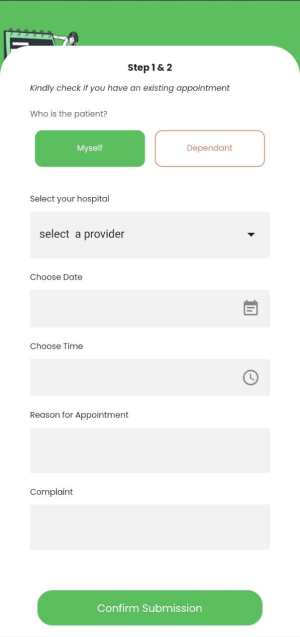 Step 1 & 2
Kindly check if you have an existing appointment
Who is the patient?
Myself
Dependant
Select your hospital
select a provider
Choose Date
Choose Time
Reason for Appointment
Complaint
Confirm Submission